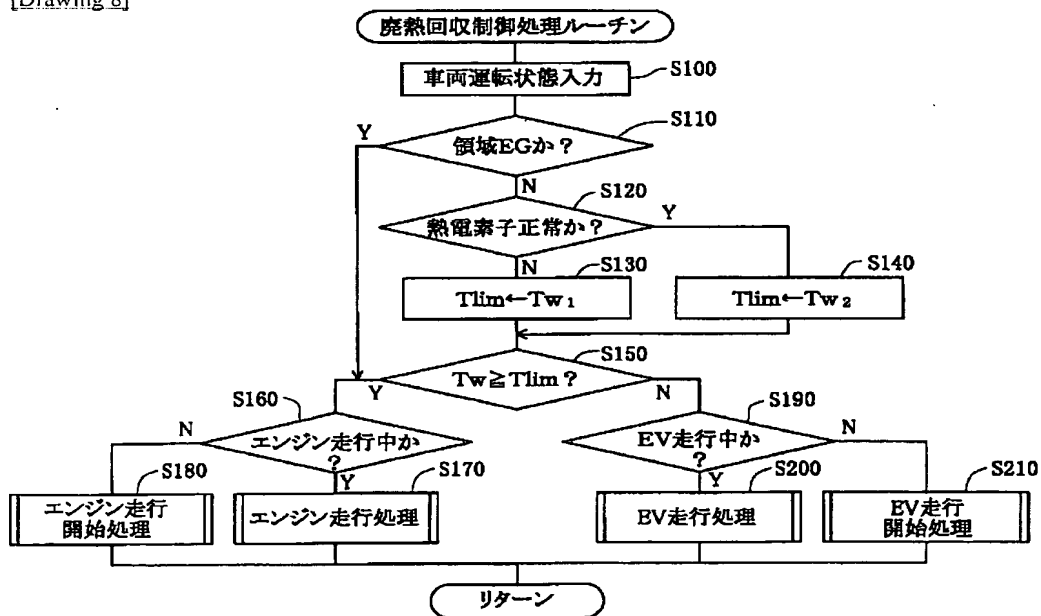 [Drawing 8]
廃熱回収制御処理ルーチン
車両運転状態入力
S100
Y
S110
領域EGか？
N
S120
熱電素子正常か？
Y
N
S130
S140
Tlim←Tw1
Tlim←Tw2
S150
Tw≧Tlim？
Y
N
S160
S190
N
エンジン走行中か
？
EV走行中か
？
N
S180
Y
S170
Y
S200
S210
エンジン走行
開始処理
エンジン走行処理
EV走行処理
EV走行
開始処理
リターン